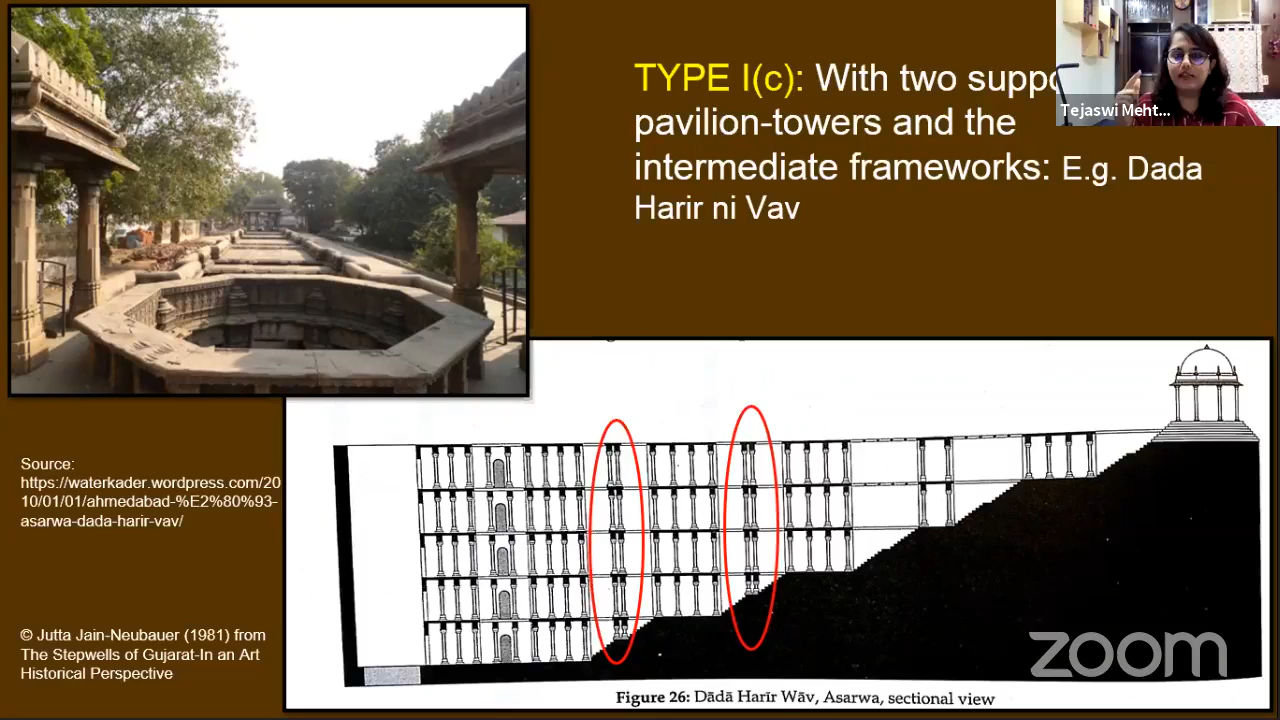 TYPE I(c): With two
pavilion-towers and the
intermediate frameworks: E.g. Dada
Harir ni Vav
Tejaswi Meht...
Source:
https://waterkader.wordpress.com/20
10/01/01/ahmedabad-%E2%80%93-
asarwa-dada-harir-vav/
© Jutta Jain-Neubauer (1981) from
The Stepwells of Gujarat-In an Art
Historical Perspective
zoom
Figure 26: Dādā Harīr Wāv, Asarwa, sectional view